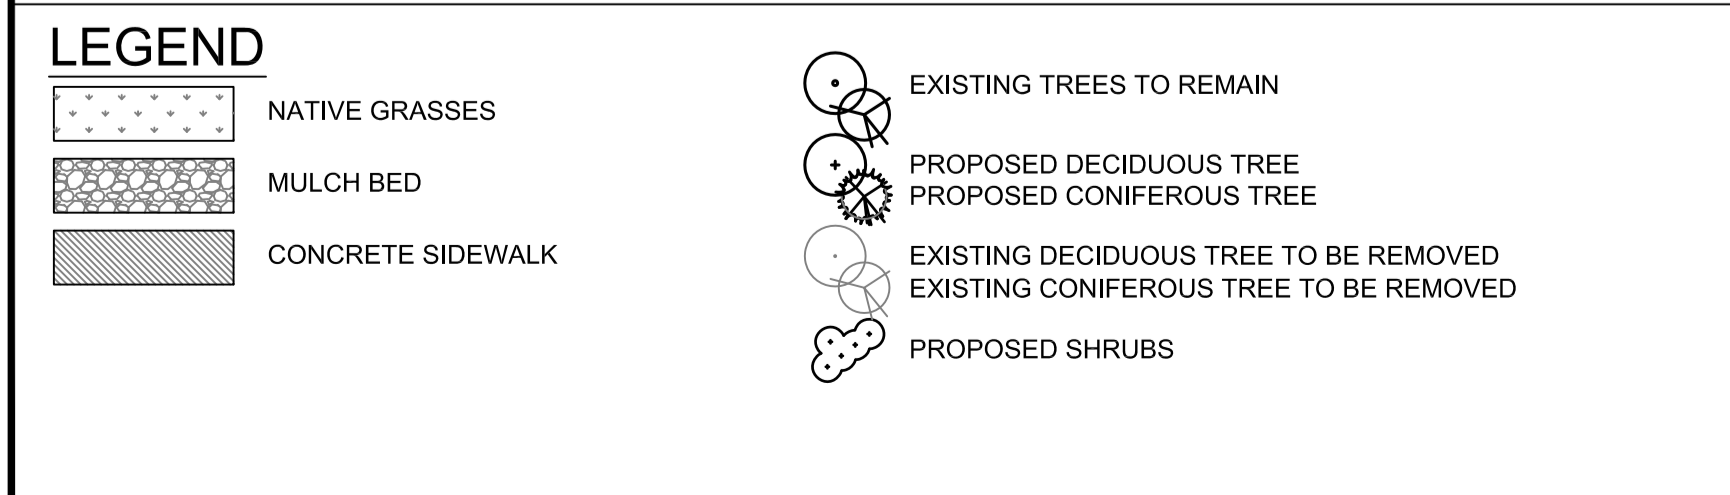 LEGEND
NATIVE GRASSES
MULCH BED
CONCRETE SIDEWALK
EXISTING TREES TO REMAIN
PROPOSED DECIDUOUS TREE
PROPOSED CONIFEROUS TREE
EXISTING DECIDUOUS TREE TO BE REMOVED
EXISTING CONIFEROUS TREE TO BE REMOVED
PROPOSED SHRUBS